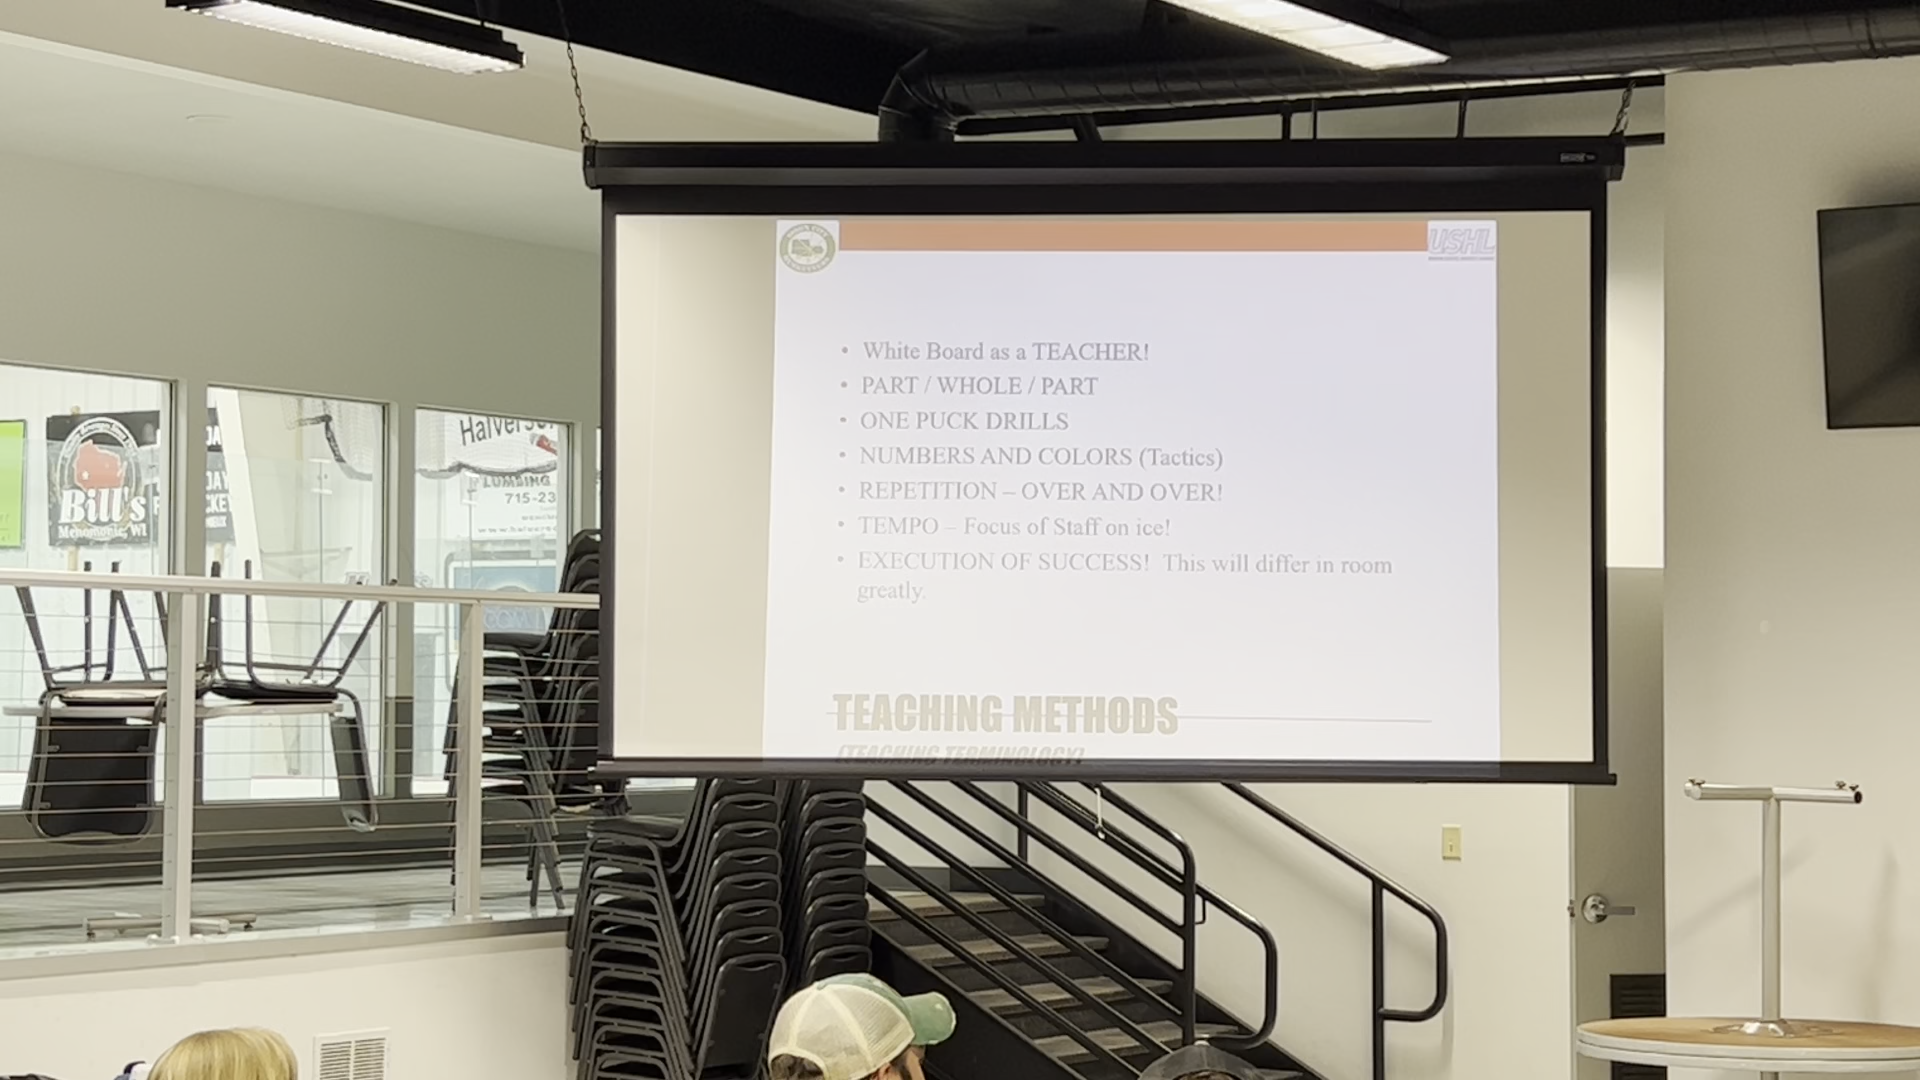 USHL
• White Board as a TEACHER!
• PART / WHOLE / PART
• ONE PUCK DRILLS
• NUMBERS AND COLORS (Tactics)
• REPETITION – OVER AND OVER!
• TEMPO – Focus of Staff on ice!
• EXECUTION OF SUCCESS!  This will differ in room
greatly.
TEACHING METHODS
(TEACHING TERMINOLOGY)
Bill's
Menomonie, WI
LUMBING
715-23